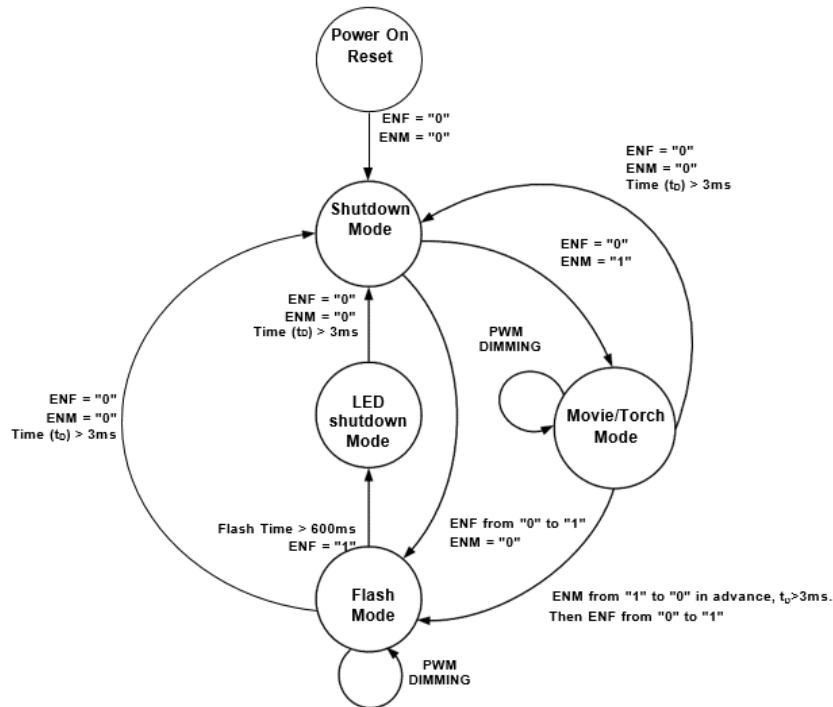 Power On
Reset
ENF = "0"
ENM = "0"
ENF = "0"
ENM = "0"
Time (tD) > 3ms
Shutdown
Mode
ENF = "0"
ENM = "1"
ENF = "0"
ENM = "0"
Time (tD) > 3ms
PWM
DIMMING
LED
shutdown
Mode
Movie/Torch
Mode
ENF = "0"
ENM = "0"
Time (tD) > 3ms
Flash Time > 600ms
ENF = "1"
ENF from "0" to "1"
ENM = "0"
Flash
Mode
ENM from "1" to "0" in advance, tD>3ms.
Then ENF from "0" to "1"
PWM
DIMMING